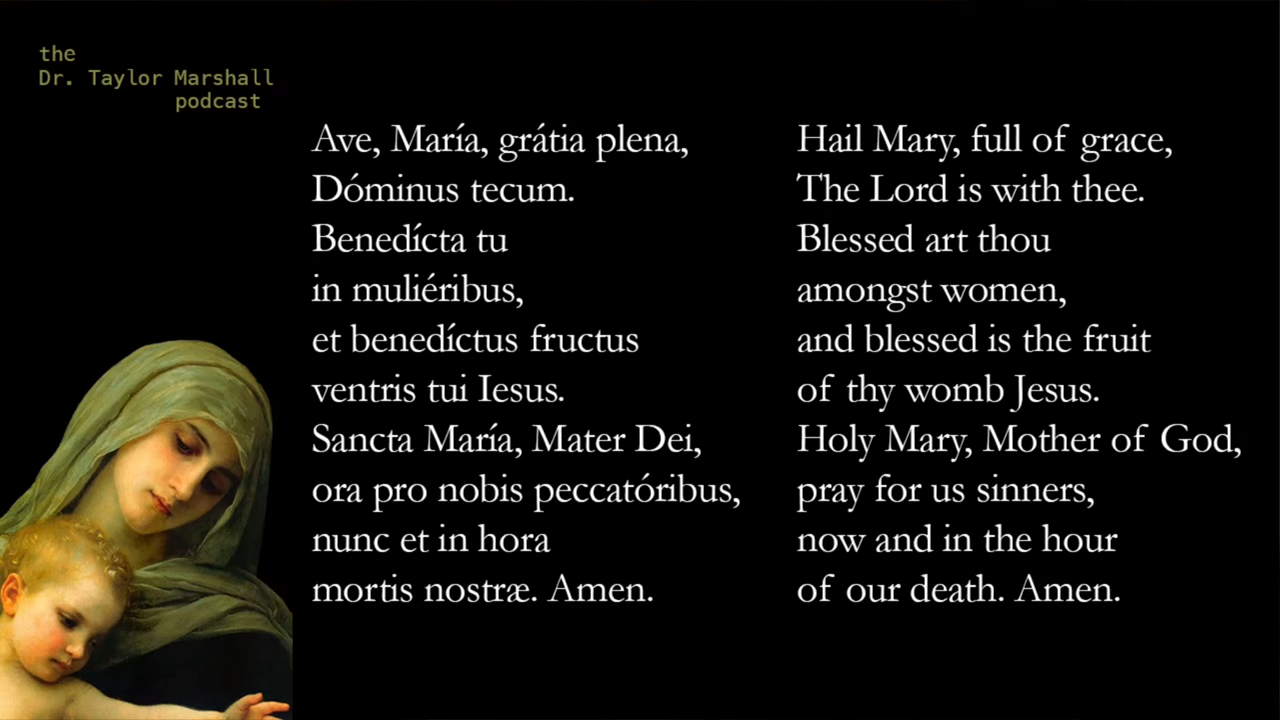 the
Dr. Taylor Marshall
podcast
Ave, María, grátia plena,
Dóminus tecum.
Benedícta tu
in muliéribus,
et benedíctus fructus
ventris tui Iesus.
Sancta María, Mater Dei,
ora pro nobis peccatóribus,
nunc et in hora
mortis nostræ. Amen.
Hail Mary, full of grace,
The Lord is with thee.
Blessed art thou
amongst women,
and blessed is the fruit
of thy womb Jesus.
Holy Mary, Mother of God,
pray for us sinners,
now and in the hour
of our death. Amen.